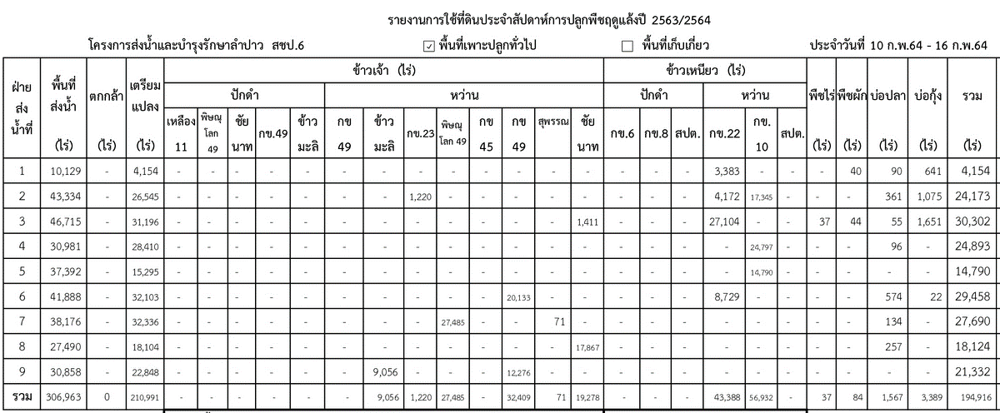 รายงานการใช้ที่ดินประจำสัปดาห์การปลูกพืชฤดูแล้งปี 2563/2564
โครงการส่งน้ำและบำรุงรักษาลำปาว สชป.6 ☑ พื้นที่เพาะปลูกทั่วไป ☐ พื้นที่เก็บเกี่ยว ประจำวันที่ 10 ก.พ.64 - 16 ก.พ.64
ข้าวเจ้า (ไร่) ข้าวเหนียว (ไร่)
ฝ่ายส่งน้ำที่ พื้นที่ส่งน้ำ (ไร่) ตกกล้า (ไร่) เตรียมแปลง (ไร่) ปักดำ หว่าน ปักดำ หว่าน พืชไร่ (ไร่) พืชผัก (ไร่) บ่อปลา (ไร่) บ่อกุ้ง (ไร่) รวม (ไร่)
เหลือง 11 พิษณุโลก 49 ชัยนาท กข.49 ข้าวมะลิ กข 49 ข้าวมะลิ กข.23 พิษณุโลก 49 กข 45 กข 49 สุพรรณ ชัยนาท กข.6 กข.8 สปต. กข.22 กข.10 สปต.
1 10,129 - 4,154 - - - - - - - - - - - - - - - - 3,383 - - - 40 90 641 4,154
2 43,334 - 26,545 - - - - - - - 1,220 - - - - - - - - 4,172 17,345 - - - 361 1,075 24,173
3 46,715 - 31,196 - - - - - - - - - - - - 1,411 - - - 27,104 - - 37 44 55 1,651 30,302
4 30,981 - 28,410 - - - - - - - - - - - - - - - - - 24,797 - - - 96 - 24,893
5 37,392 - 15,295 - - - - - - - - - - - - - - - - - 14,790 - - - - - 14,790
6 41,888 - 32,103 - - - - - - - - - - 20,133 - - - - - 8,729 - - - - 574 22 29,458
7 38,176 - 32,336 - - - - - - - - 27,485 - - 71 - - - - - - - - - 134 - 27,690
8 27,490 - 18,104 - - - - - - - - - - - - 17,867 - - - - - - - - 257 - 18,124
9 30,858 - 22,848 - - - - - - 9,056 - - - 12,276 - - - - - - - - - - - - 21,332
รวม 306,963 0 210,991 - - - - - - 9,056 1,220 27,485 - 32,409 71 19,278 - - - 43,388 56,932 - 37 84 1,567 3,389 194,916